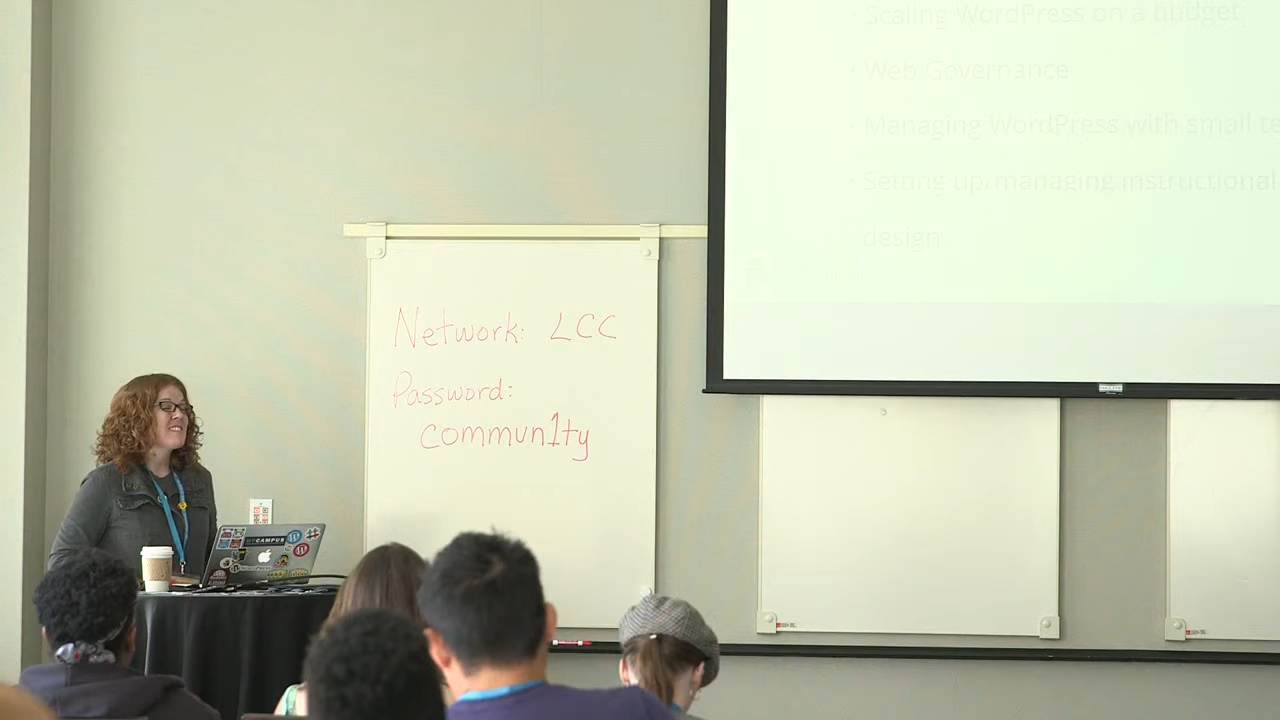 · Scaling WordPress on a budget
· Web Governance
· Managing WordPress with small
· Setting up/managing instructional
design
Network: LCC
Password:
commun1ty
WPCAMPUS